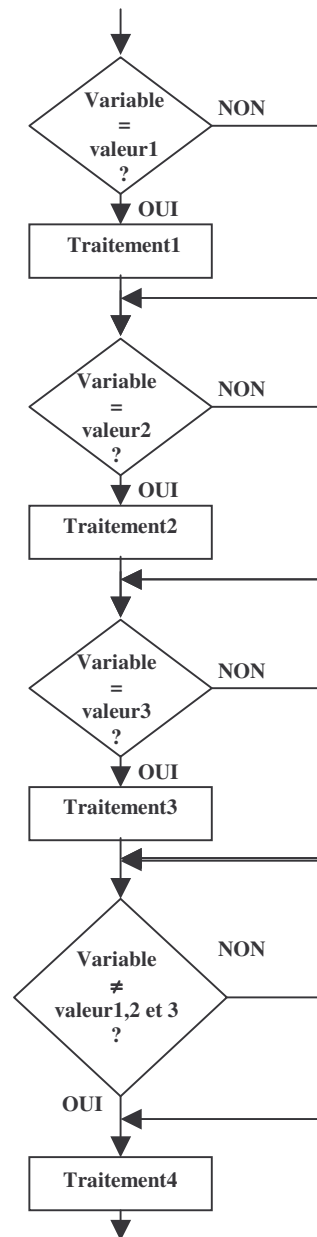 Variable
=
valeur1
?
NON
OUI
Traitement1
Variable
=
valeur2
?
NON
OUI
Traitement2
Variable
=
valeur3
?
NON
OUI
Traitement3
Variable
≠
valeur1,2 et 3
?
NON
OUI
Traitement4